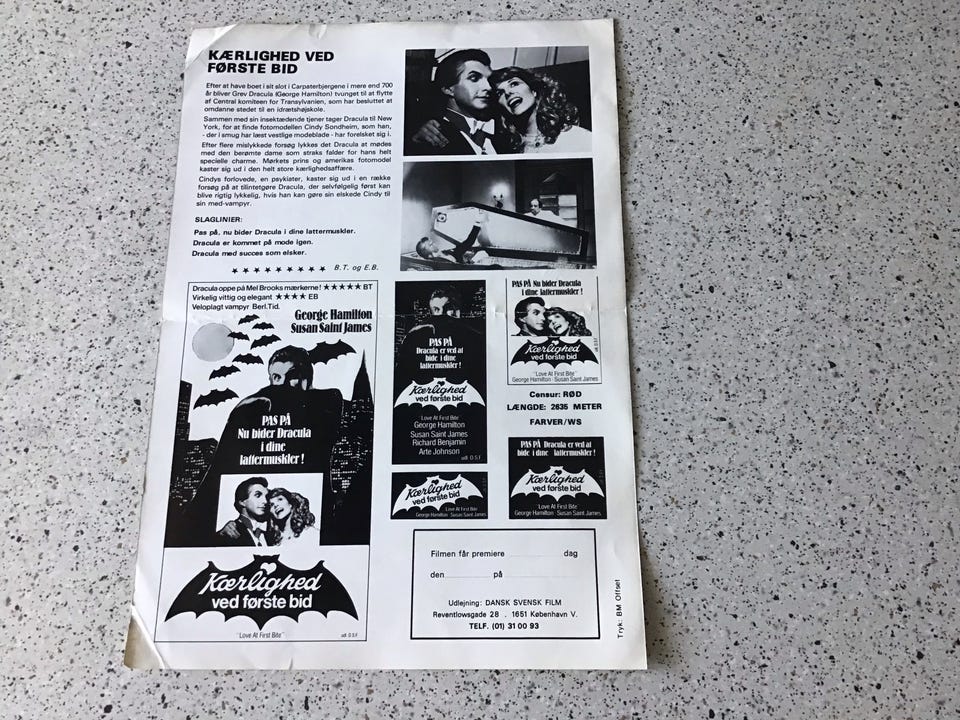 KÆRLIGHED VED
FØRSTE BID
Efter at have boet i sit slot i Carpaterbjergene i mere end 700
år bliver Grev Dracula (George Hamilton) tvunget til at flytte
af Central komiteen for Transylvanien, som har besluttet at
omdanne stedet til en idrætshøjskole.
Sammen med sin insektædende tjener tager Dracula til New
York, for at finde fotomodellen Cindy Sondheim, som han,
- der i smug har læst vestlige modeblade - har forelsket sig i.
Efter flere mislykkede forsøg lykkes det Dracula at mødes
med den berømte dame som straks falder for hans helt
specielle charme. Mørkets prins og amerikas fotomodel
kaster sig ud i den helt store kærlighedsaffære.
Cindys forlovede, en psykiater, kaster sig ud i en række
forsøg på at tilintetgøre Dracula, der selvfølgelig først kan
blive rigtig lykkelig, hvis han kan gøre sin elskede Cindy til
sin med-vampyr.
SLAGLINIER:
Pas på, nu bider Dracula i dine lattermuskler.
Dracula er kommet på mode igen.
Dracula med succes som elsker.
★★★★★★★★★ B.T. og E.B.
Dracula oppe på Mel Brooks mærkerne! ★★★★★ BT
Virkelig vittig og elegant ★★★★ EB
Veloplagt vampyr Berl.Tid.
George Hamilton
Susan Saint James
PAS PÅ
Nu bider Dracula
i dine
lattermuskler!
Kærlighed
ved første bid
"Love At First Bite"
udl. D.S.F
PAS PÅ
Dracula er ved at
bide i dine
lattermuskler!
Kærlighed
ved første bid
"Love At First Bite"
George Hamilton
Susan Saint James
Richard Benjamin
Arte Johnson
udl. D.S.F
Kærlighed
ved første bid
"Love At First Bite"
George Hamilton · Susan Saint James
PAS PÅ Nu bider Dracula
i dine lattermuskler!
Kærlighed
ved første bid
"Love At First Bite"
George Hamilton · Susan Saint James
Censur: RØD
LÆNGDE: 2635 METER
FARVER/WS
PAS PÅ Dracula er ved at
bide i dine lattermuskler!
Kærlighed
ved første bid
"Love At First Bite"
George Hamilton · Susan Saint James
Filmen får premiere dag
den på
Udlejning: DANSK SVENSK FILM
Reventlowsgade 28 . 1651 København V.
TELF. (01) 31 00 93
Tryk: BM Offset